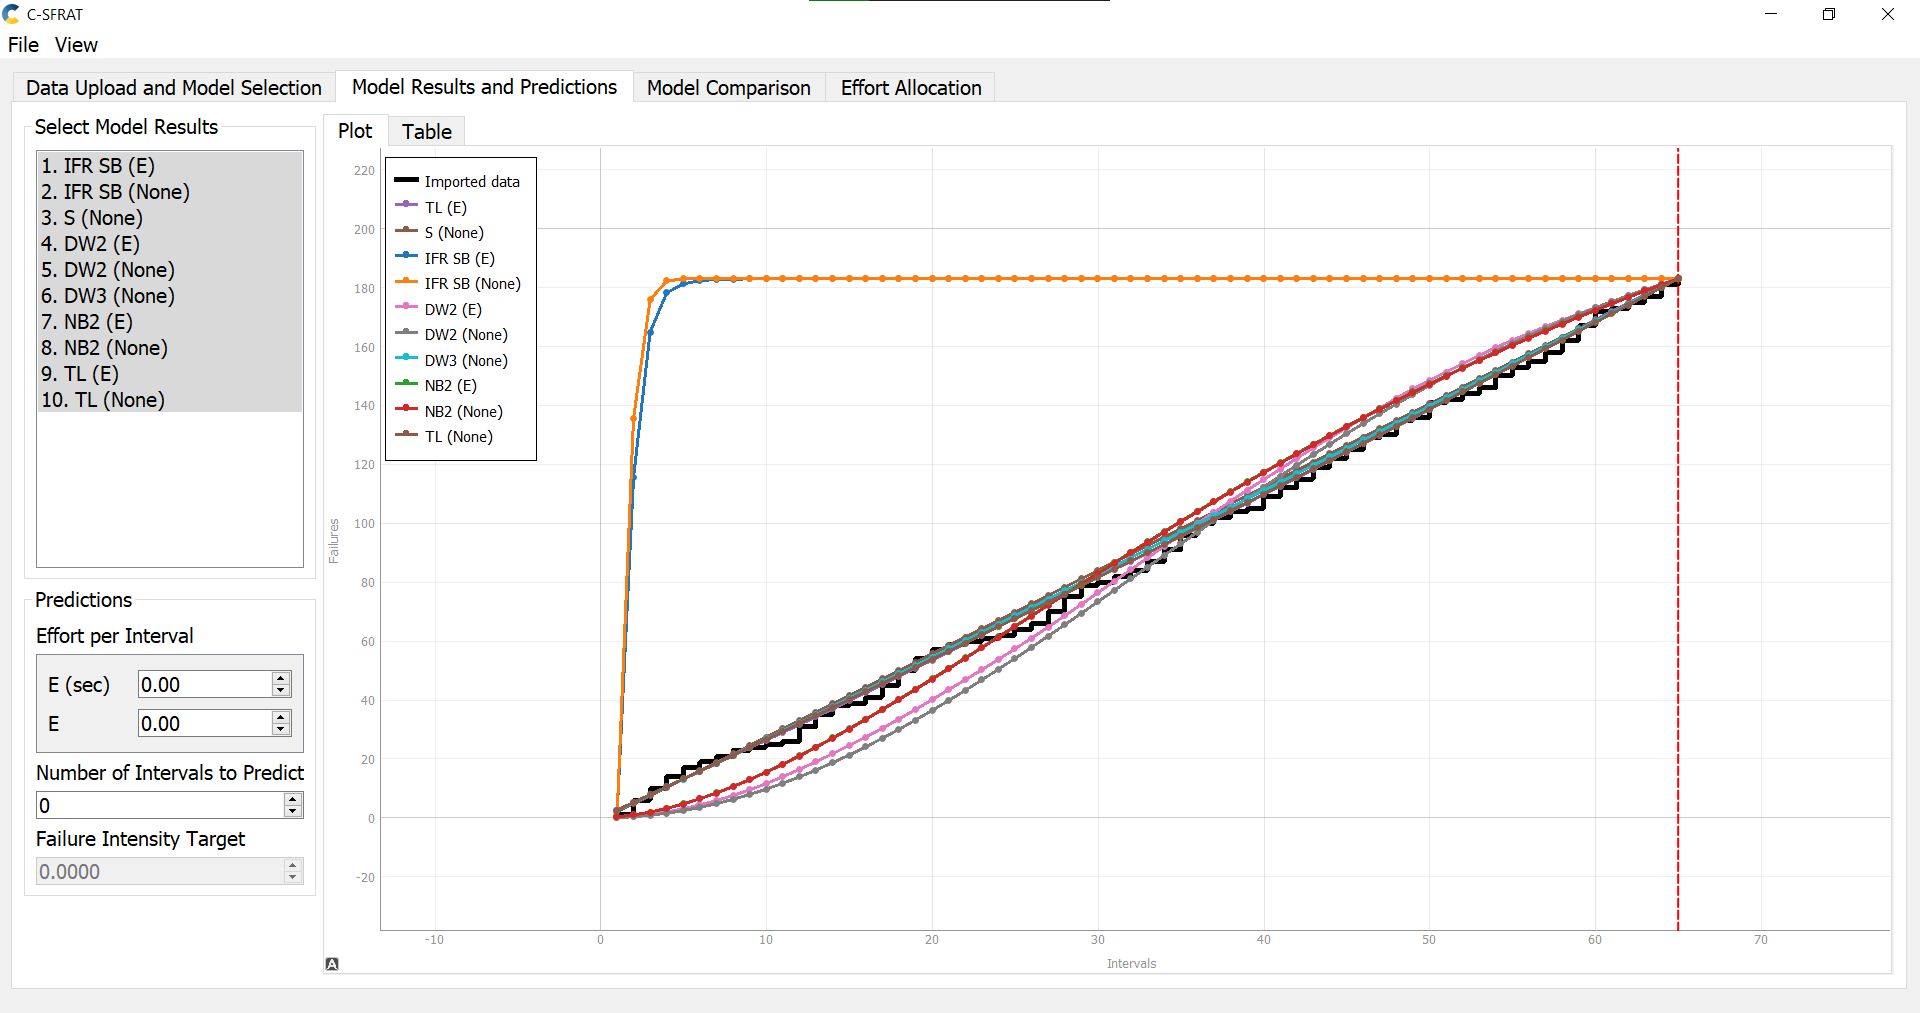 C-SFRAT
File View
Data Upload and Model Selection
Model Results and Predictions
Model Comparison
Effort Allocation
Select Model Results
1. IFR SB (E)
2. IFR SB (None)
3. S (None)
4. DW2 (E)
5. DW2 (None)
6. DW3 (None)
7. NB2 (E)
8. NB2 (None)
9. TL (E)
10. TL (None)
Predictions
Effort per Interval
E (sec) 0.00
E 0.00
Number of Intervals to Predict
0
Failure Intensity Target
0.0000
Plot Table
Imported data
TL (E)
S (None)
IFR SB (E)
IFR SB (None)
DW2 (E)
DW2 (None)
DW3 (None)
NB2 (E)
NB2 (None)
TL (None)
220
200
180
160
140
120
100
80
60
40
20
0
-20
Failures
-10 0 10 20 30 40 50 60 70
Intervals
A